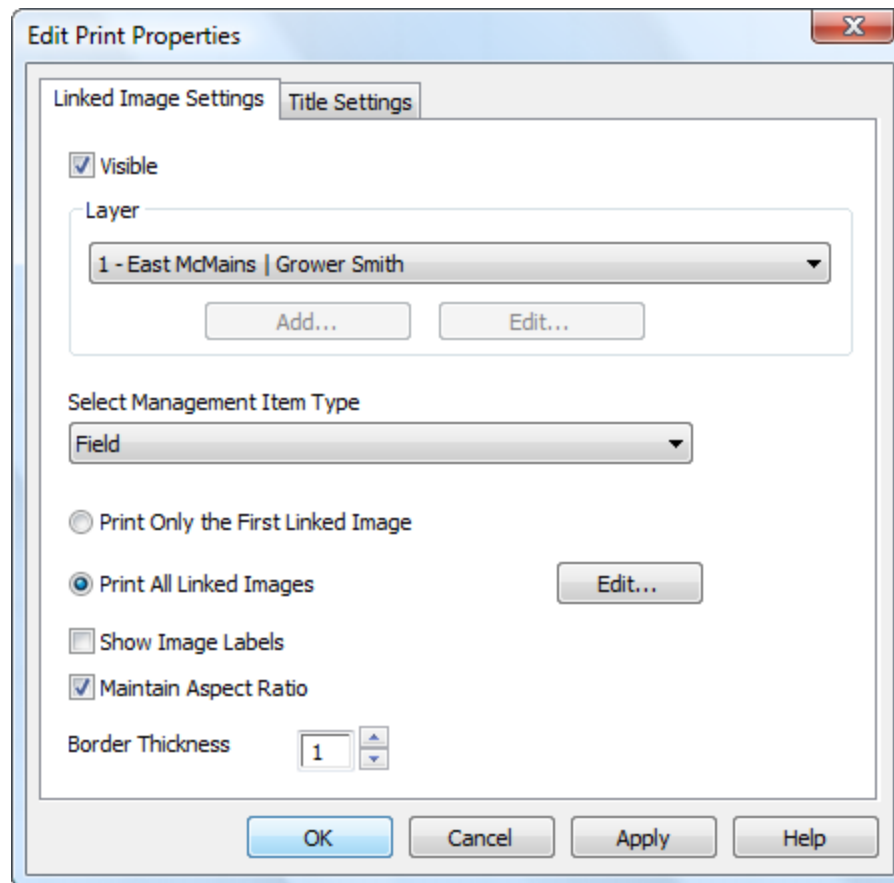 Edit Print Properties
Linked Image Settings Title Settings
Visible
Layer
1 - East McMains | Grower Smith
Add... Edit...
Select Management Item Type
Field
Print Only the First Linked Image
Print All Linked Images Edit...
Show Image Labels
Maintain Aspect Ratio
Border Thickness 1
OK Cancel Apply Help